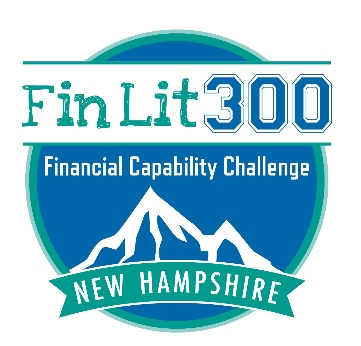 Fin Lit 300
Financial Capability Challenge
NEW HAMPSHIRE